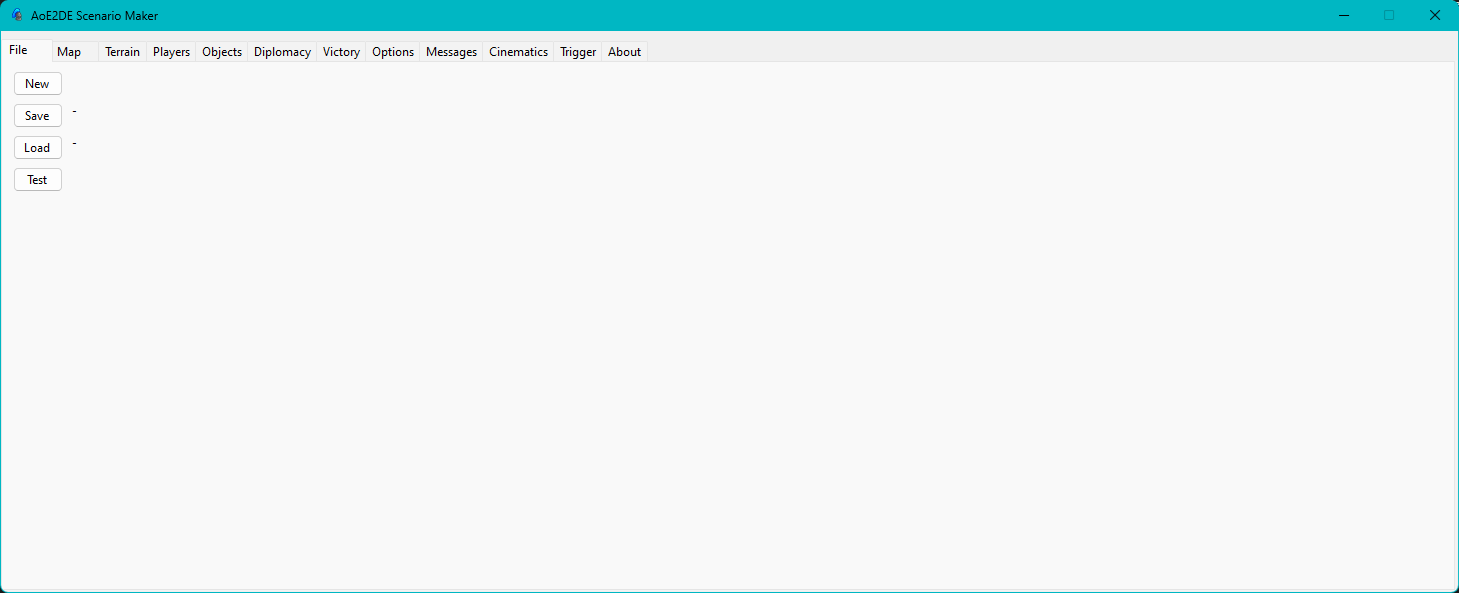 AoE2DE Scenario Maker
File Map Terrain Players Objects Diplomacy Victory Options Messages Cinematics Trigger About
New
Save -
Load -
Test